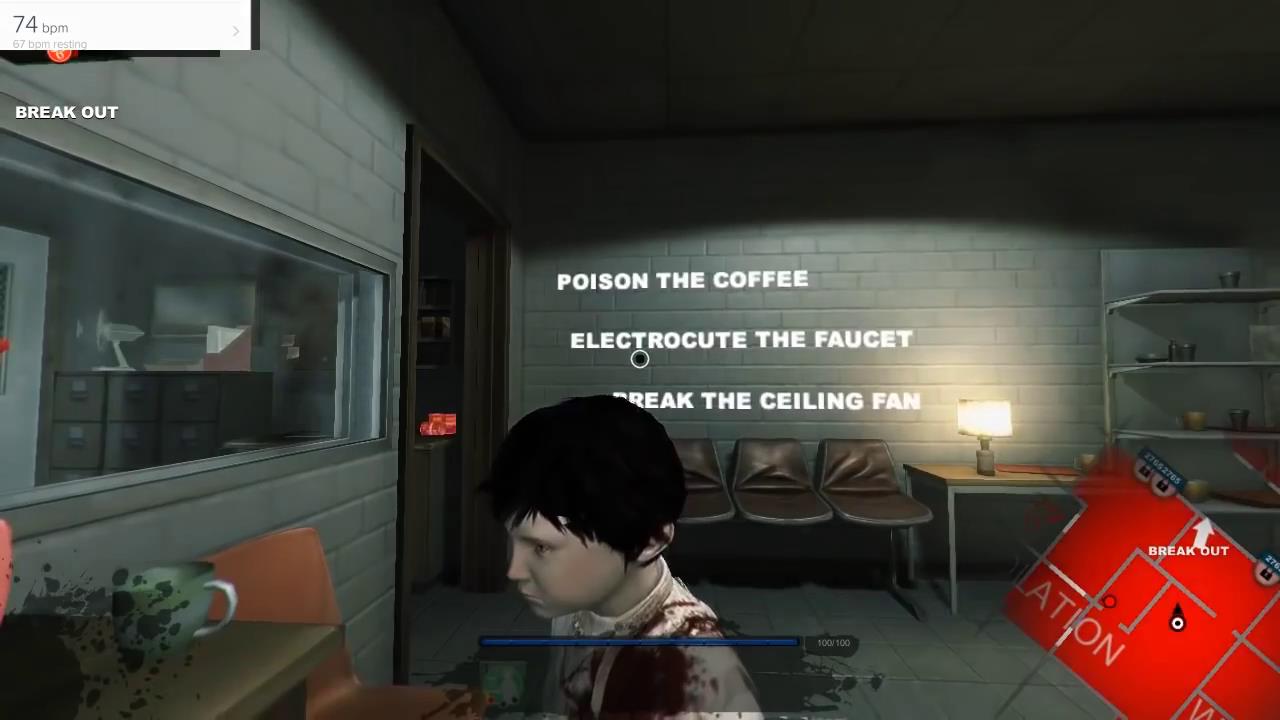 74 bpm
67 bpm resting
BREAK OUT
POISON THE COFFEE
ELECTROCUTE THE FAUCET
BREAK THE CEILING FAN
BREAK OUT
LATION
100/100